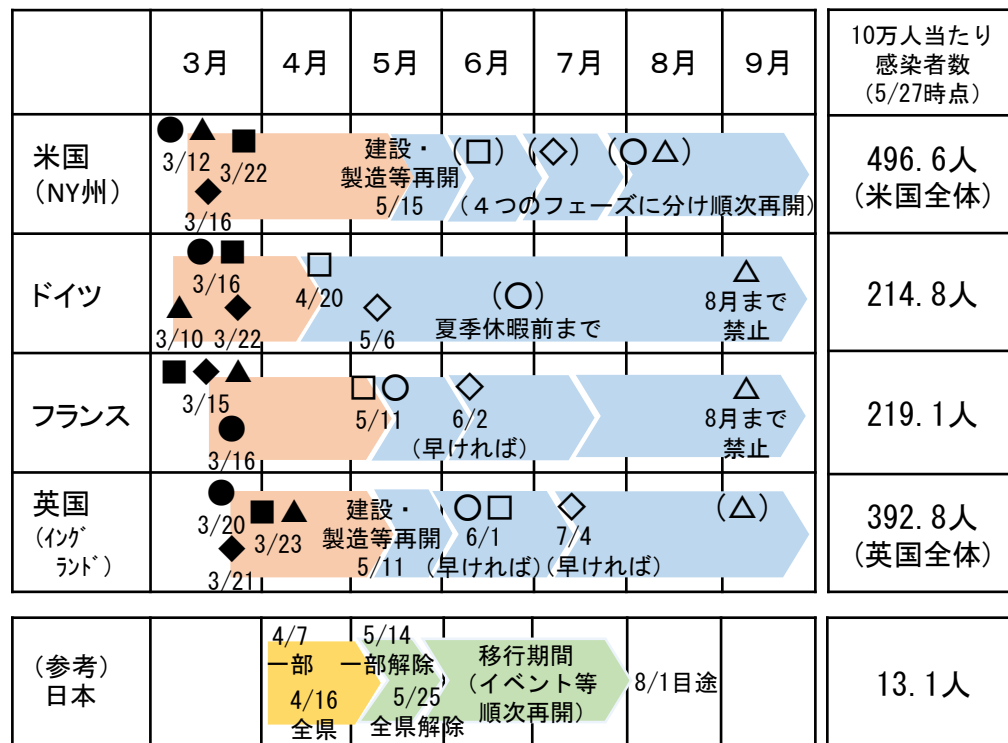 3月 4月 5月 6月 7月 8月 9月
10万人当たり
感染者数
(5/27時点)
米国
(NY州)
● ▲ ■
3/12 3/22
◆
3/16
建設・
製造等再開
5/15
(□) (◇) (○△)
(4つのフェーズに分け順次再開)
496.6人
(米国全体)
ドイツ
● ■
3/16
▲ ◆
3/10 3/22
□
4/20
◇
5/6
(○)
夏季休暇前まで
△
8月まで
禁止
214.8人
フランス
■ ◆ ▲
3/15
●
3/16
□ ○
5/11
◇
6/2
(早ければ)
△
8月まで
禁止
219.1人
英国
(イング
ランド)
●
3/20
■ ▲
3/23
◆
3/21
建設・
製造等再開
5/11
○ □
6/1
(早ければ)
◇
7/4
(早ければ)
(△)
392.8人
(英国全体)
(参考)
日本
4/7
一部
4/16
全県
5/14
一部解除
5/25
全県解除
移行期間
(イベント等
順次再開)
8/1目途
13.1人